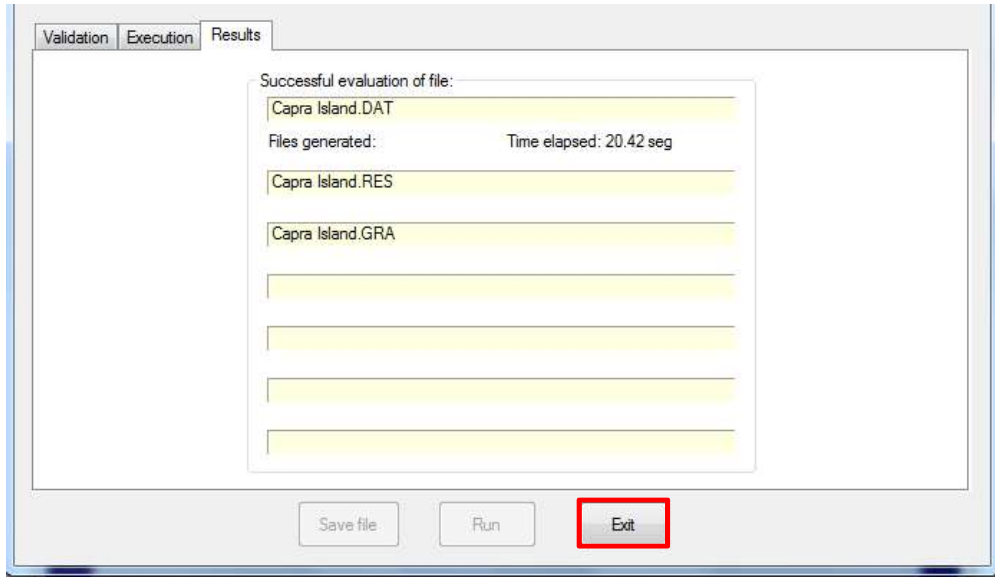 Validation Execution Results
Successful evaluation of file:
Capra Island.DAT
Files generated: Time elapsed: 20.42 seg
Capra Island.RES
Capra Island.GRA
Save file Run Exit